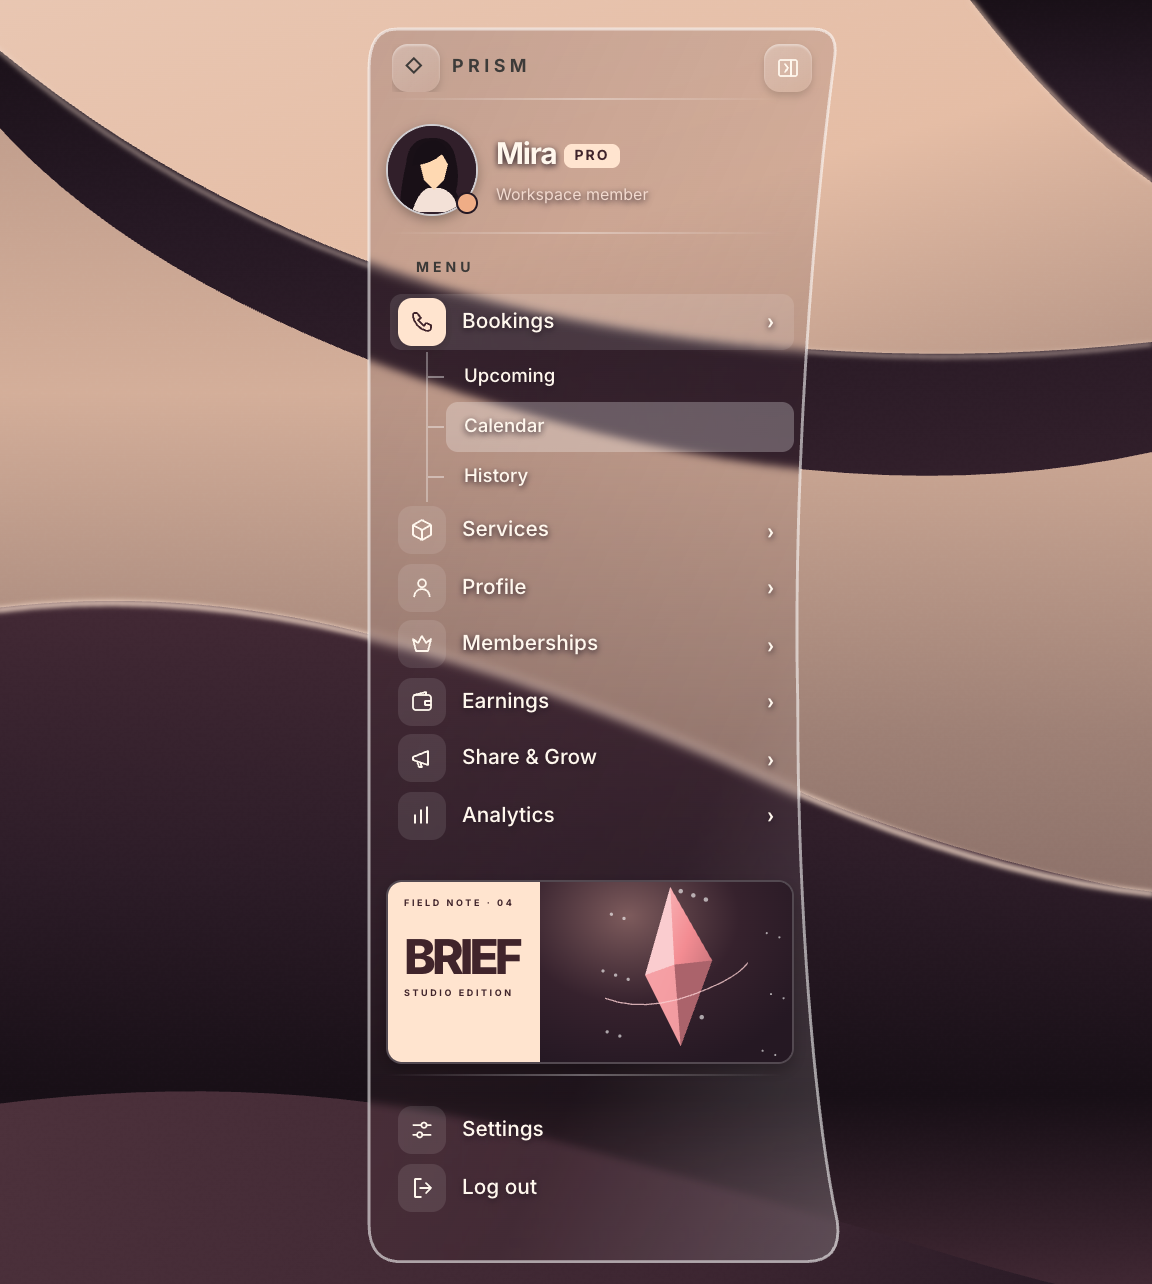 PRISM
Mira PRO
Workspace member
MENU
Bookings ›
Upcoming
Calendar
History
Services ›
Profile ›
Memberships ›
Earnings ›
Share & Grow ›
Analytics ›
FIELD NOTE · 04
BRIEF
STUDIO EDITION
Settings
Log out